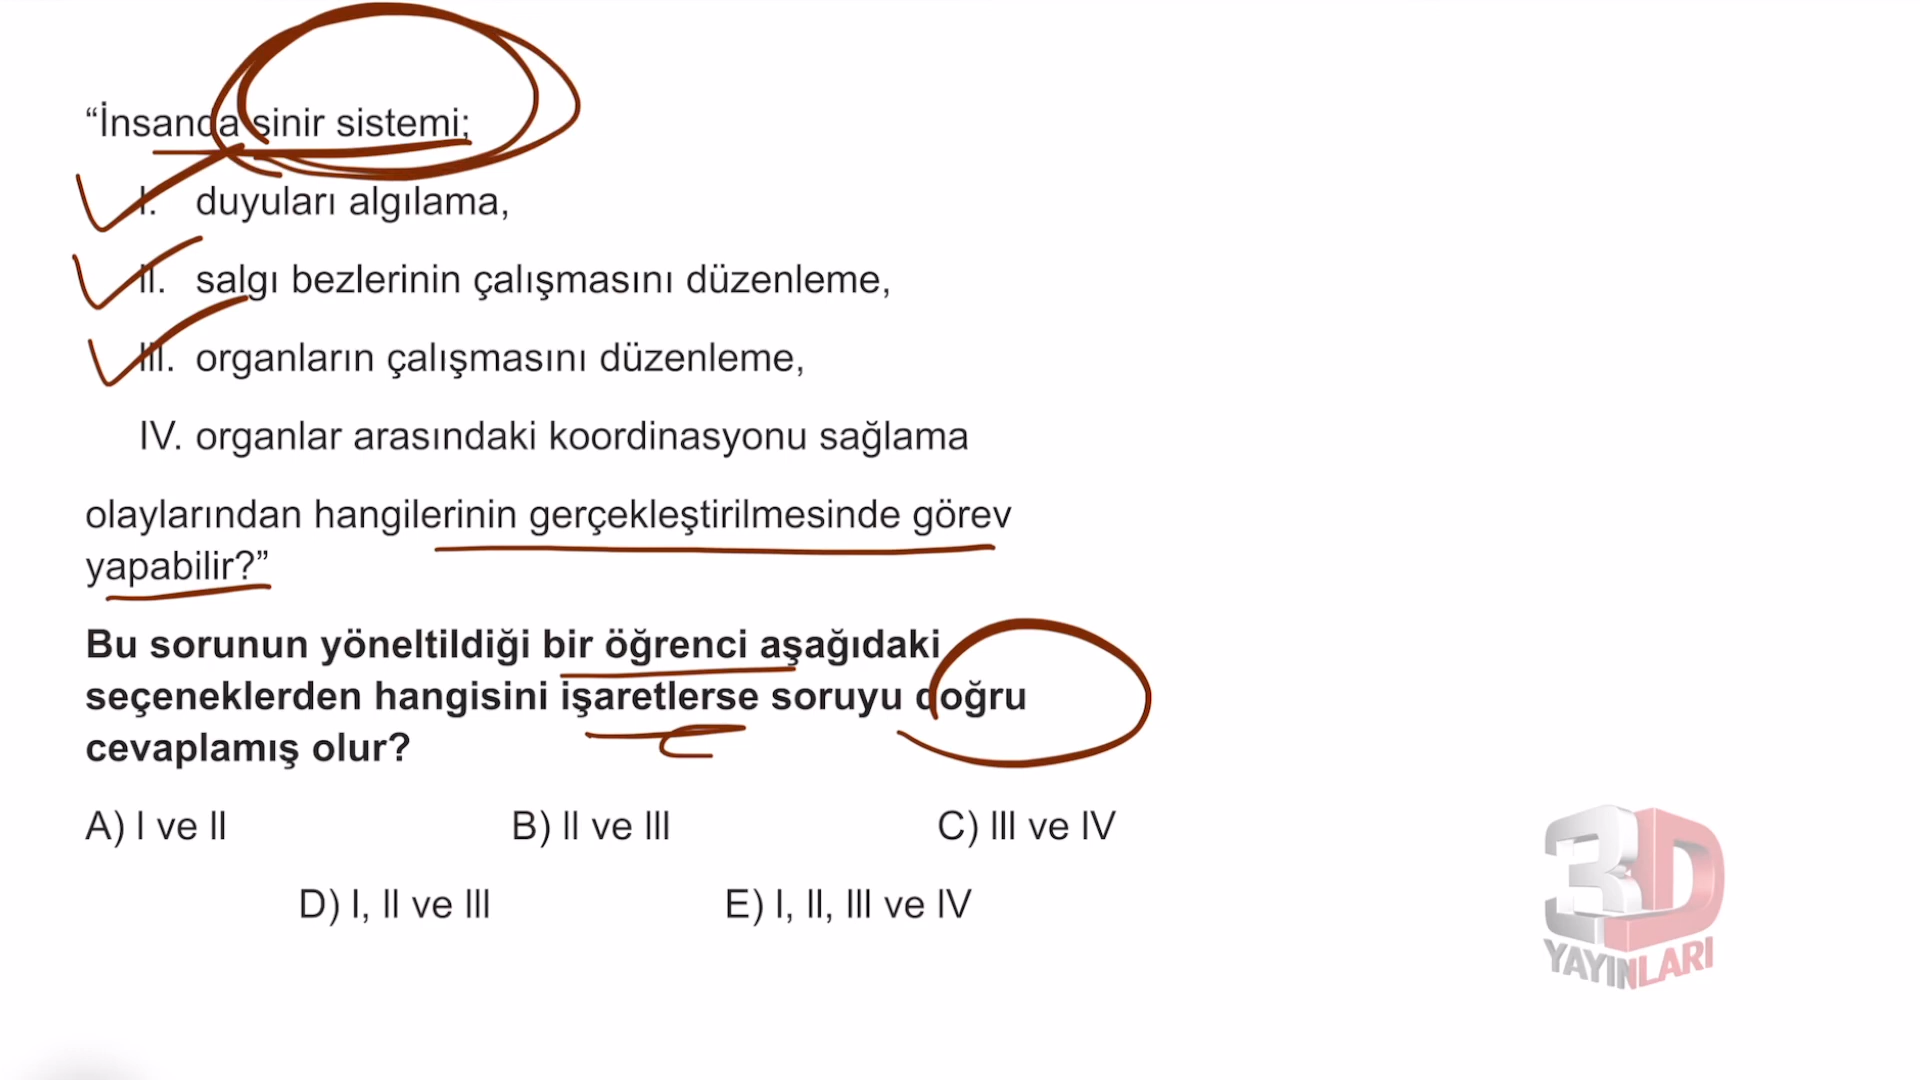 “İnsanda sinir sistemi;
I. duyuları algılama,
II. salgı bezlerinin çalışmasını düzenleme,
III. organların çalışmasını düzenleme,
IV. organlar arasındaki koordinasyonu sağlama
olaylarından hangilerinin gerçekleştirilmesinde görev
yapabilir?”
Bu sorunun yöneltildiği bir öğrenci aşağıdaki
seçeneklerden hangisini işaretlerse soruyu doğru
cevaplamış olur?
A) I ve II B) II ve III C) III ve IV
D) I, II ve III E) I, II, III ve IV
3D
YAYINLARI